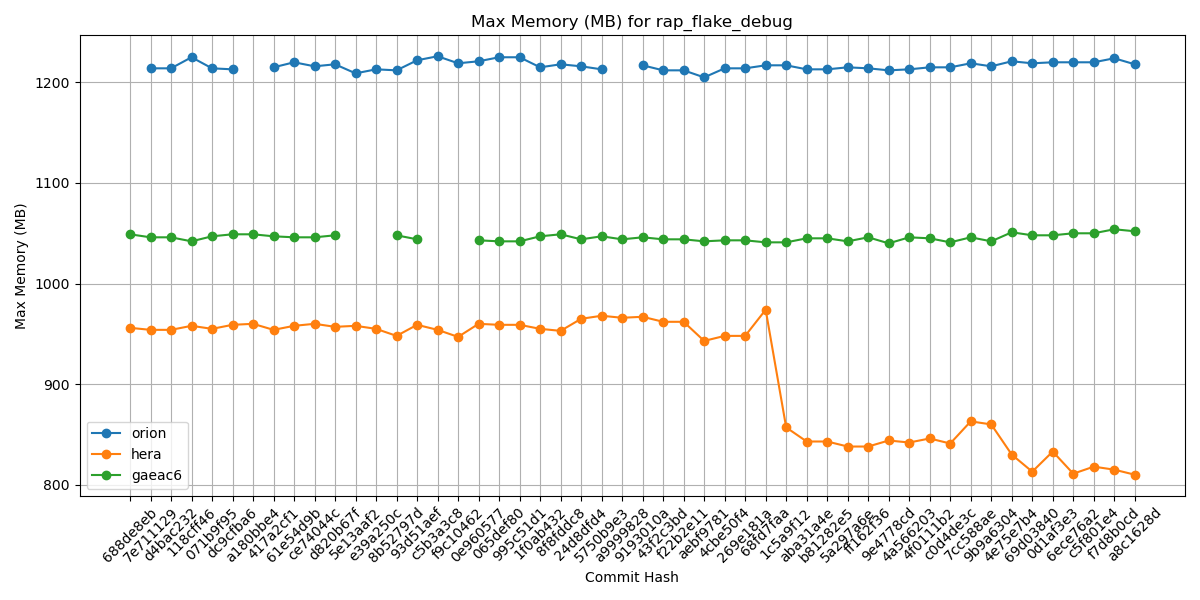 Max Memory (MB) for rap_flake_debug
Max Memory (MB)
1200
1100
1000
900
800
orion
hera
gaeac6
688de8eb
7e711129
d4bac232
118cff46
071b9f95
dc9cfba6
a180bbe4
417a2cf1
61e54d9b
ce74044c
d820b67f
5e13aaf2
e39a250c
8b52797d
93d51aef
c5b3a3c8
f9c10462
0e960577
065def80
995c51d1
1f0ab432
8f8fddc8
24d8dfd4
5750b9e3
a9999828
9193010a
43f2c3bd
f22b2e11
aebf9781
4cbe50f4
269e181a
68fd7faa
1c5a9f12
aba31a4e
b81282e5
5a297a6e
ff162f36
9e4778cd
4a566203
4f0111b2
c0d4de3c
7cc588ae
9b9a6304
4e75e7b4
69d03840
0d1af3e3
6ece76a2
c5f801e4
f7d8b0cd
a8c1628d
Commit Hash